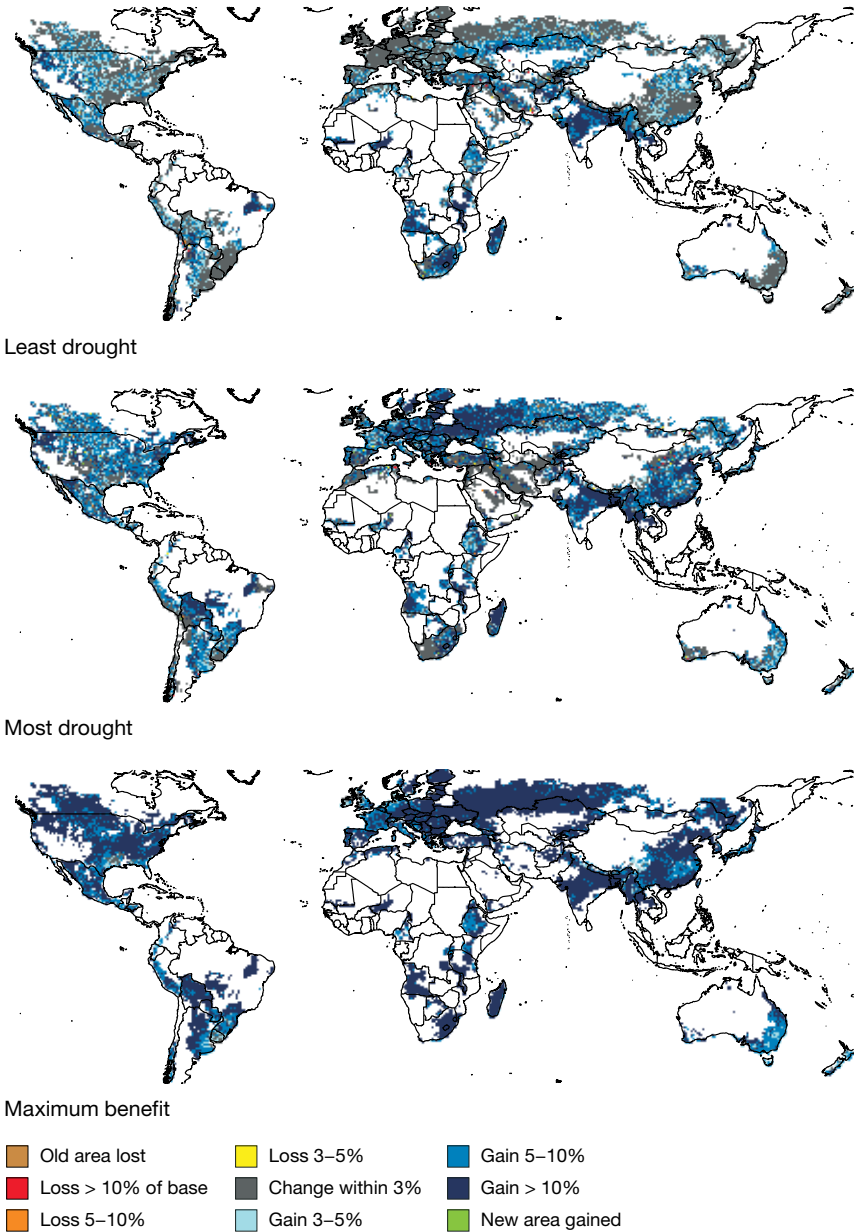 Least drought
Most drought
Maximum benefit
Old area lost
Loss > 10% of base
Loss 5–10%
Loss 3–5%
Change within 3%
Gain 3–5%
Gain 5–10%
Gain > 10%
New area gained